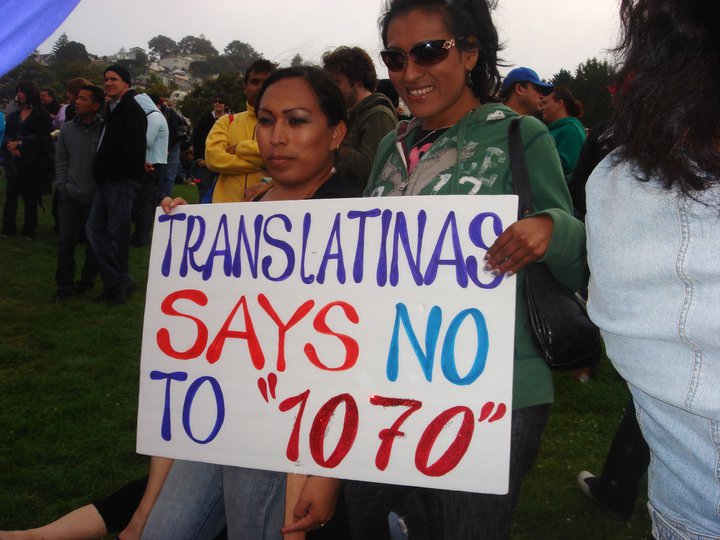 TRANSLATINAS
SAYS NO
TO "1070"